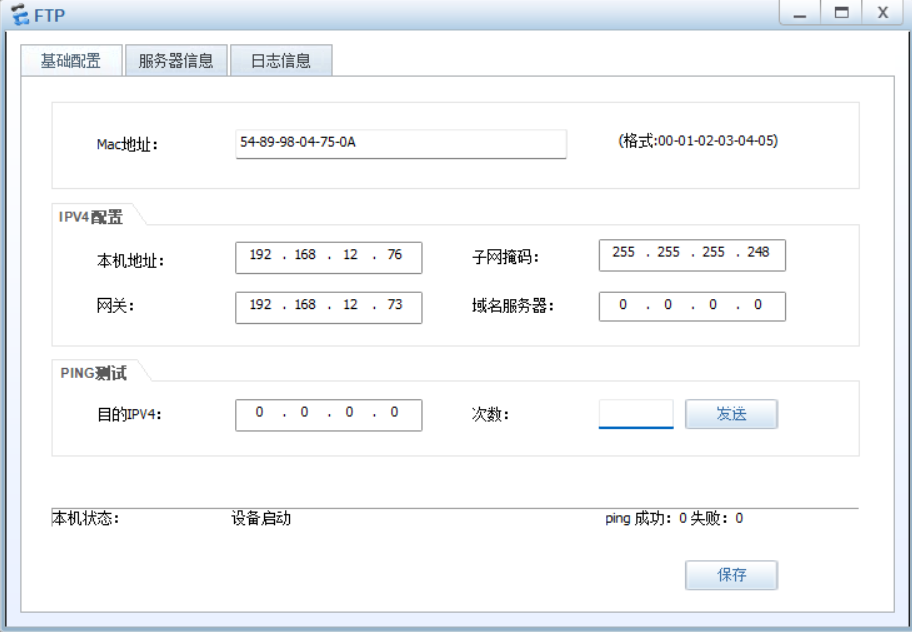 FTP
基础配置 服务器信息 日志信息
Mac地址： 54-89-98-04-75-0A (格式:00-01-02-03-04-05)
IPV4配置
本机地址： 192 . 168 . 12 . 76 子网掩码： 255 . 255 . 255 . 248
网关： 192 . 168 . 12 . 73 域名服务器： 0 . 0 . 0 . 0
PING测试
目的IPV4： 0 . 0 . 0 . 0 次数： 发送
本机状态： 设备启动 ping 成功：0 失败：0
保存